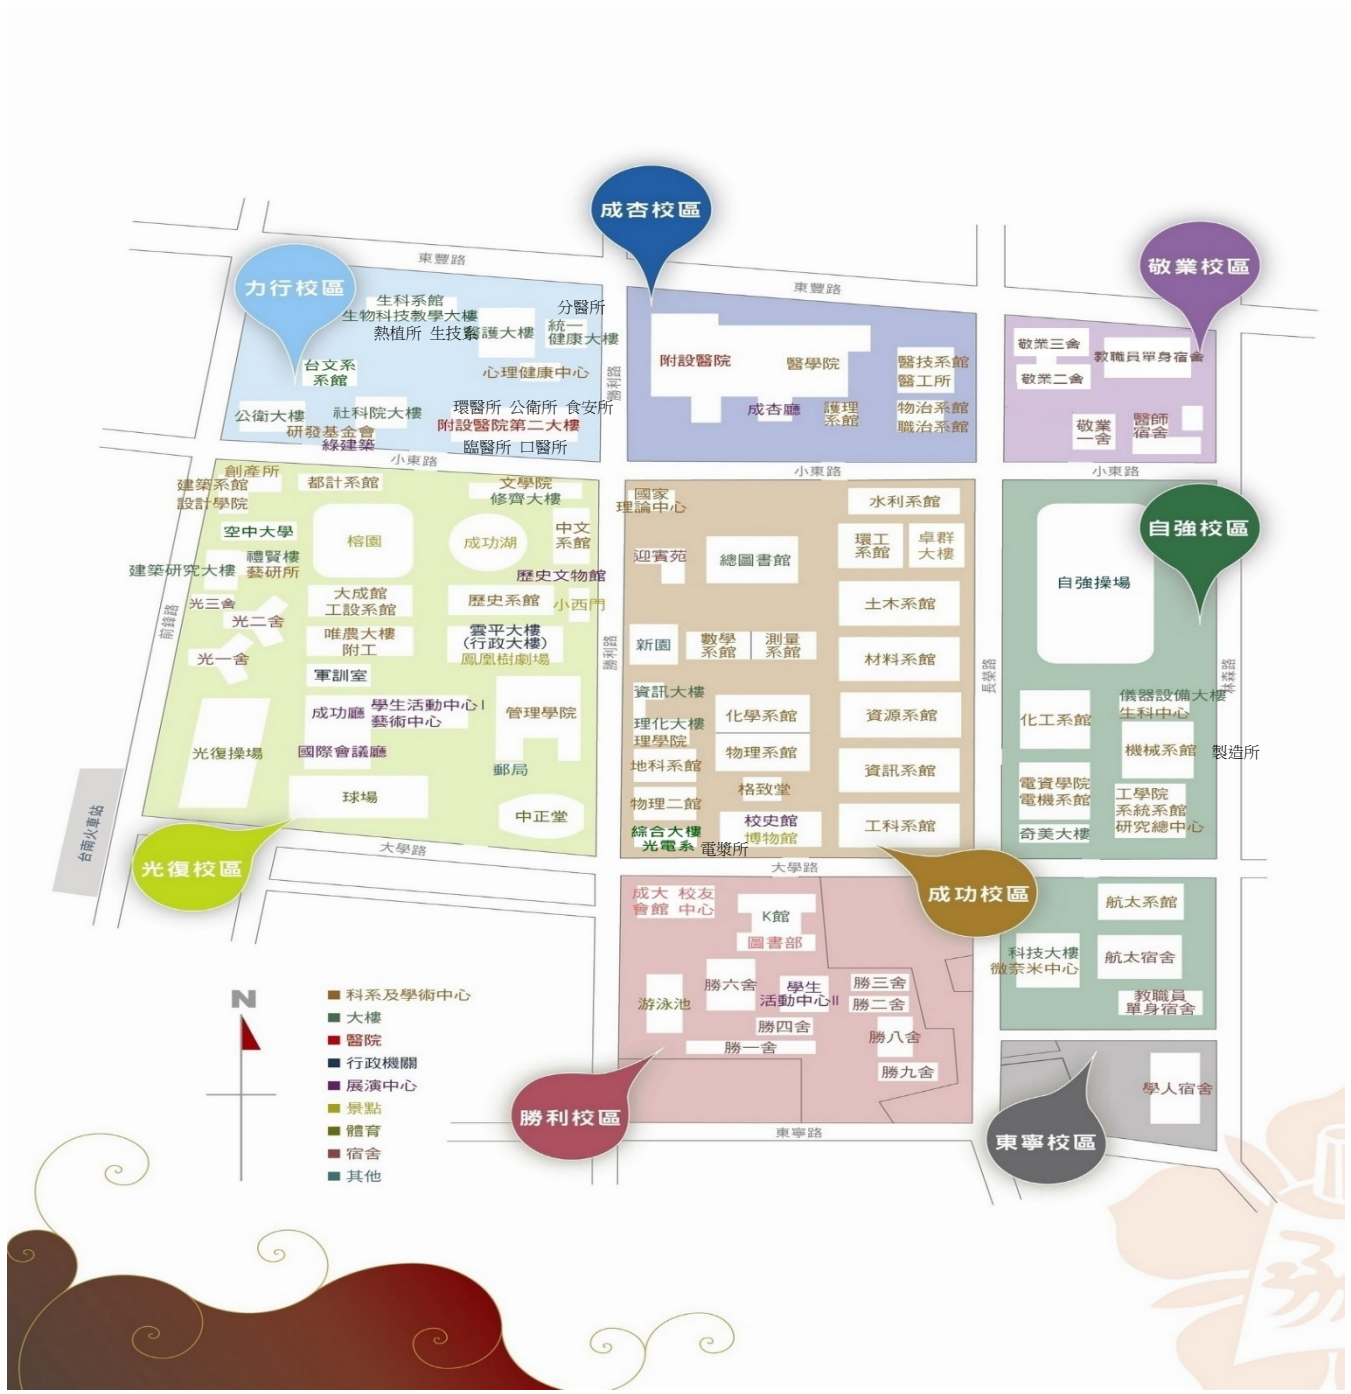 成杏校區
敬業校區
力行校區
東豐路
東豐路
生科系館
生物科技教學大樓
熱植所 生技系
醫護大樓
分醫所
統一
健康大樓
台文系
系館
心理健康中心
公衛大樓
社科院大樓
研發基金會
綠建築
環醫所 公衛所 食安所
附設醫院第二大樓
臨醫所 口醫所
勝利路
附設醫院
醫學院
成杏廳
護理
系館
醫技系館
醫工所
物治系館
職治系館
敬業三舍
敬業二舍
教職員單身宿舍
敬業
一舍
醫師
宿舍
小東路
小東路
小東路
創產所
建築系館
設計學院
都計系館
文學院
修齊大樓
空中大學
榕園
成功湖
中文
系館
禮賢樓
建築研究大樓
藝研所
歷史文物館
光三舍
光二舍
光一舍
大成館
工設系館
歷史系館
小西門
唯農大樓
附工
雲平大樓
(行政大樓)
鳳凰樹劇場
軍訓室
成功廳
學生活動中心I
藝術中心
國際會議廳
管理學院
光復操場
郵局
球場
中正堂
前鋒路
台南火車站
光復校區
大學路
國家
理論中心
水利系館
迎賓苑
總圖書館
環工
系館
卓群
大樓
土木系館
新園
數學
系館
測量
系館
材料系館
勝利路
資訊大樓
理化大樓
理學院
化學系館
資源系館
地科系館
物理系館
資訊系館
物理二館
格致堂
綜合大樓
光電系
電漿所
校史館
博物館
工科系館
大學路
成功校區
長榮路
自強校區
自強操場
林森路
儀器設備大樓
生科中心
化工系館
機械系館
製造所
電資學院
電機系館
工學院
系統系館
研究總中心
奇美大樓
航太系館
科技大樓
微奈米中心
航太宿舍
教職員
單身宿舍
成大 校友
會館 中心
K館
圖書部
游泳池
勝六舍
學生
活動中心II
勝三舍
勝二舍
勝四舍
勝八舍
勝一舍
勝九舍
勝利校區
東寧路
東寧校區
學人宿舍
N
科系及學術中心
大樓
醫院
行政機關
展演中心
景點
體育
宿舍
其他